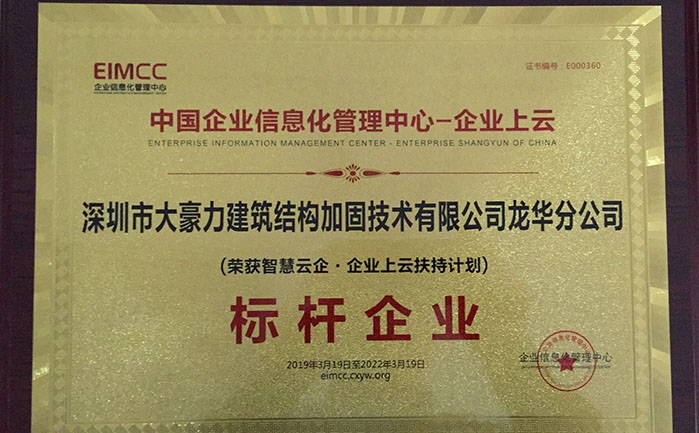 EIMCC
企业信息化管理中心
证书编号：E000360
中国企业信息化管理中心-企业上云
ENTERPRISE INFORMATION MANAGEMENT CENTER - ENTERPRISE SHANGYUN OF CHINA
深圳市大豪力建筑结构加固技术有限公司龙华分公司
（荣获智慧云企·企业上云扶持计划）
标杆企业
2019年3月19日至2022年3月19日
eimcc.cxyw.org
企业信息化管理中心